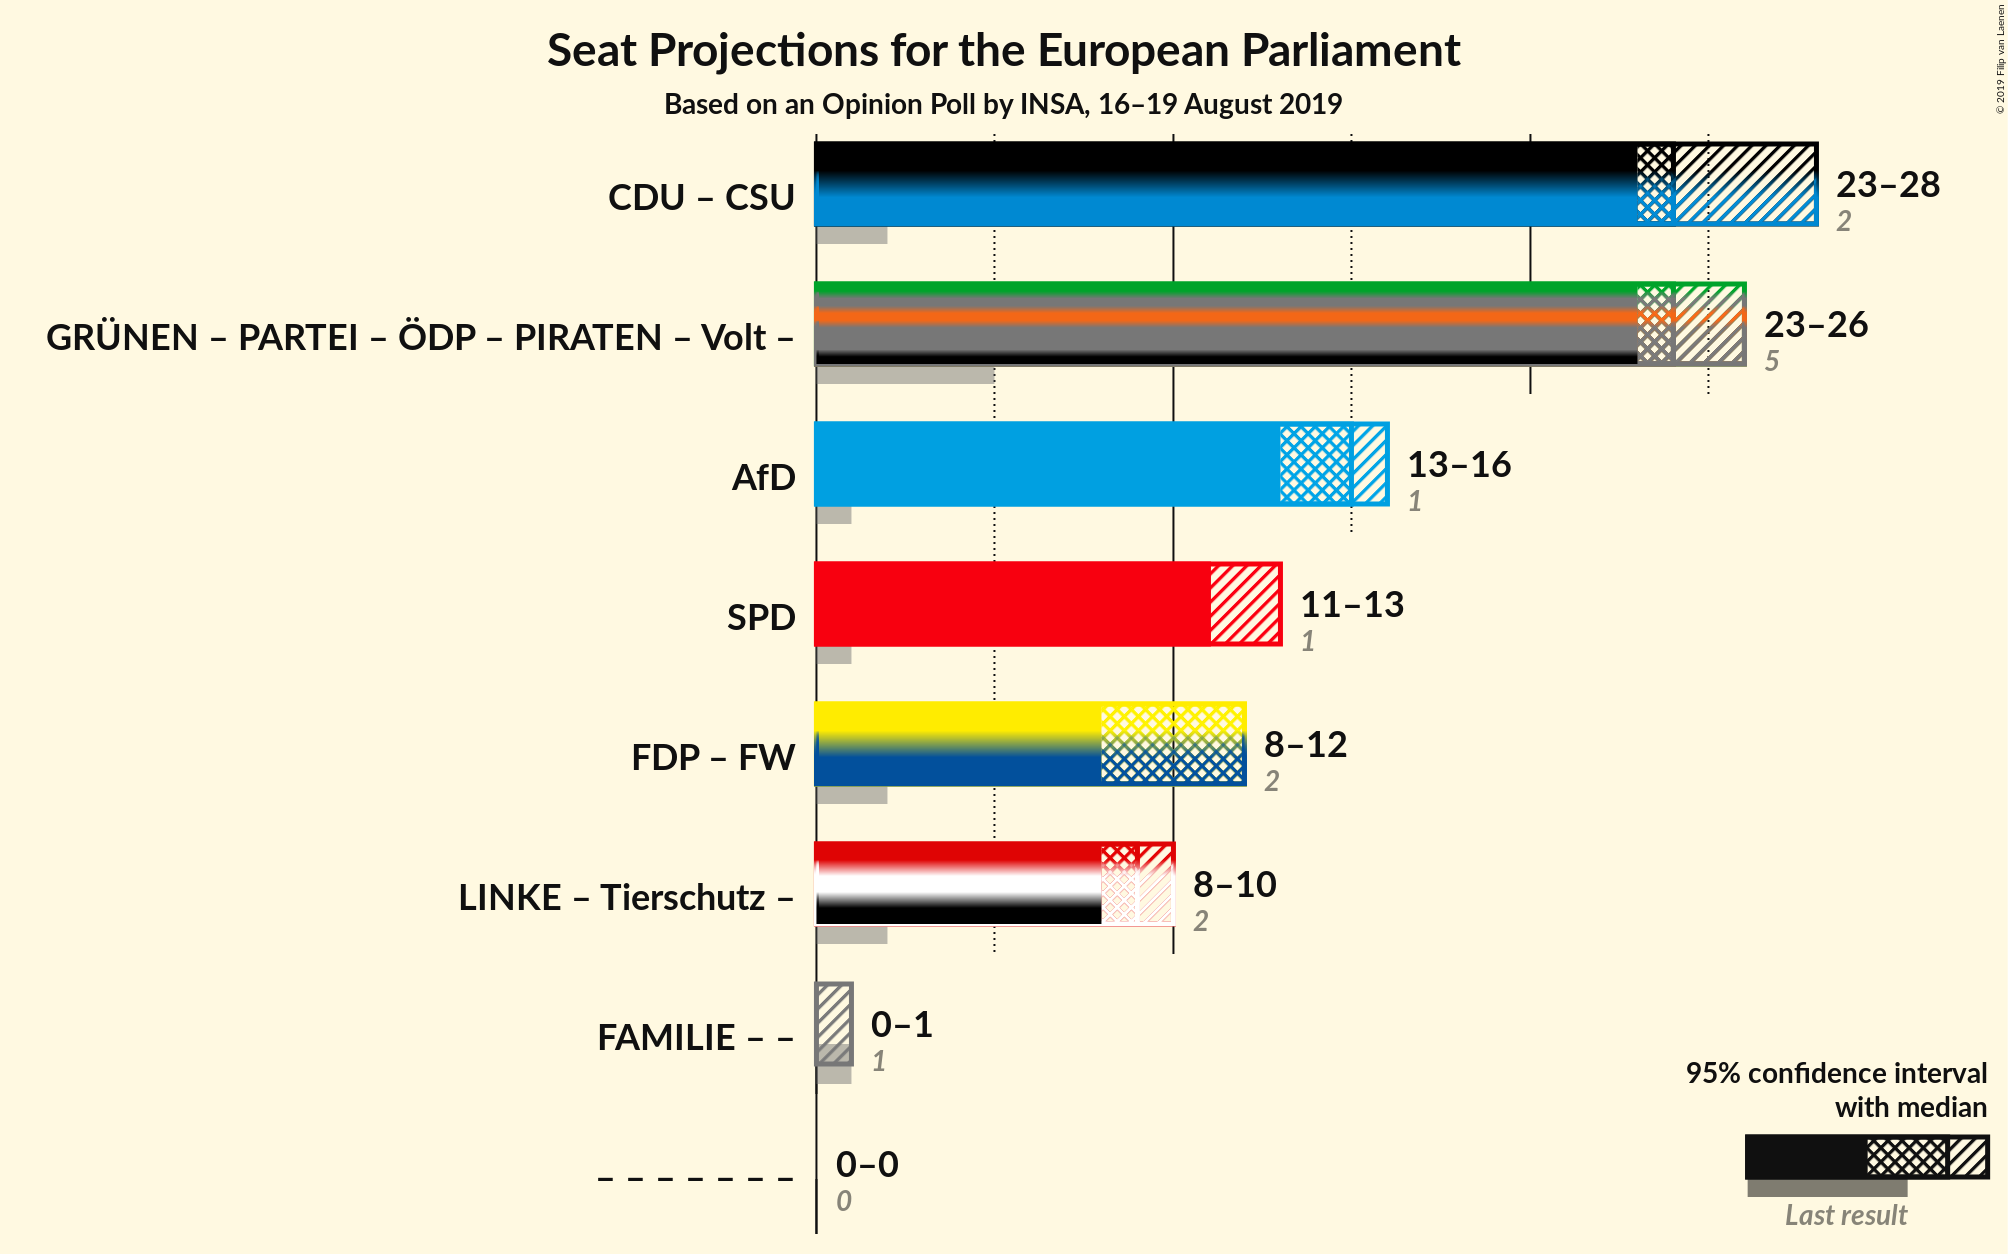 Seat Projections for the European Parliament
Based on an Opinion Poll by INSA, 16–19 August 2019
© 2019 Filip van Laenen
CDU – CSU
23–28
2
GRÜNEN – PARTEI – ÖDP – PIRATEN – Volt –
23–26
5
AfD
13–16
1
SPD
11–13
1
FDP – FW
8–12
2
LINKE – Tierschutz –
8–10
2
FAMILIE – –
0–1
1
– – – – – – –
0–0
0
95% confidence interval
with median
Last result